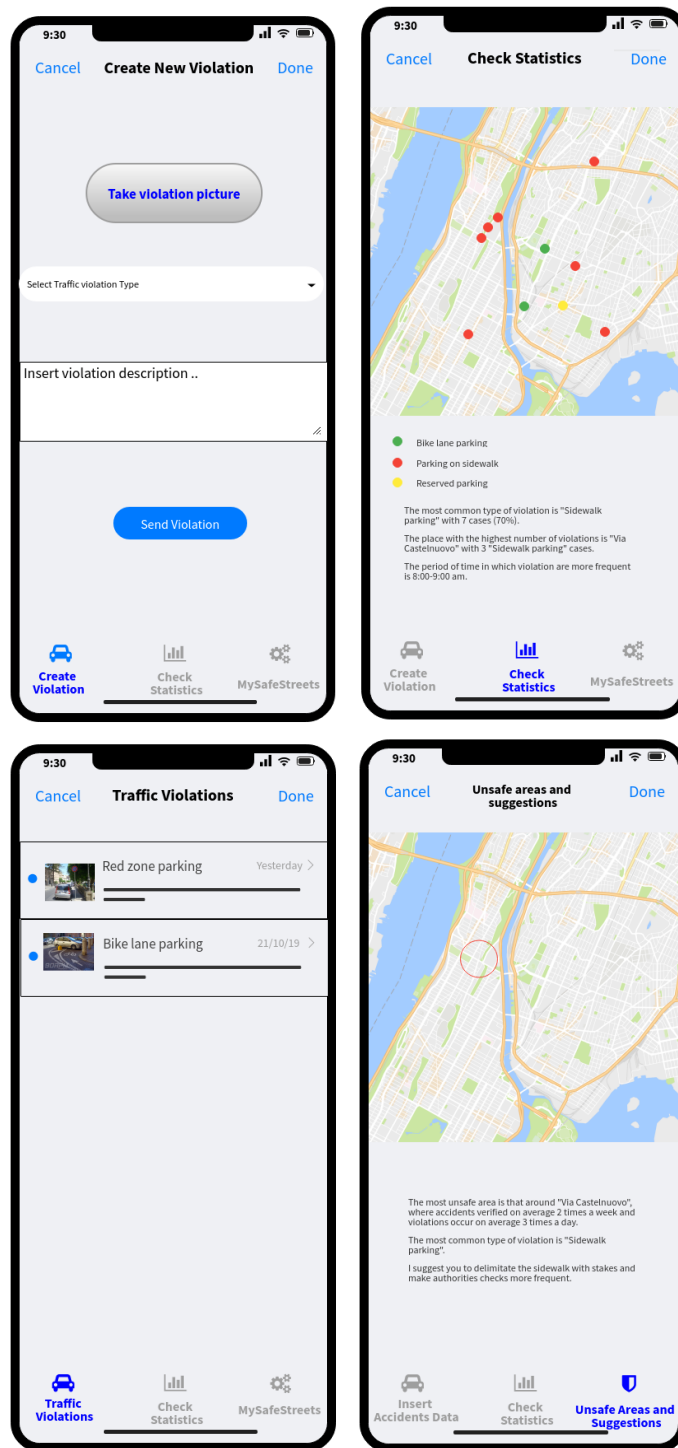 9:30
Cancel Create New Violation Done
Take violation picture
Select Traffic violation Type
Insert violation description ..
Send Violation
Create
Violation
Check
Statistics
MySafeStreets
9:30
Cancel Check Statistics Done
Bike lane parking
Parking on sidewalk
Reserved parking
The most common type of violation is "Sidewalk
parking" with 7 cases (70%).
The place with the highest number of violations is "Via
Castelnuovo" with 3 "Sidewalk parking" cases.
The period of time in which violation are more frequent
is 8:00-9:00 am.
Create
Violation
Check
Statistics
MySafeStreets
9:30
Cancel Traffic Violations Done
Red zone parking Yesterday
Bike lane parking 21/10/19
Traffic
Violations
Check
Statistics
MySafeStreets
9:30
Cancel Unsafe areas and
suggestions Done
The most unsafe area is that around "Via Castelnuovo",
where accidents verified on average 2 times a week and
violations occur on average 3 times a day.
The most common type of violation is "Sidewalk
parking".
I suggest you to delimitate the sidewalk with stakes and
make authorities checks more frequent.
Insert
Accidents Data
Check
Statistics
Unsafe Areas and
Suggestions